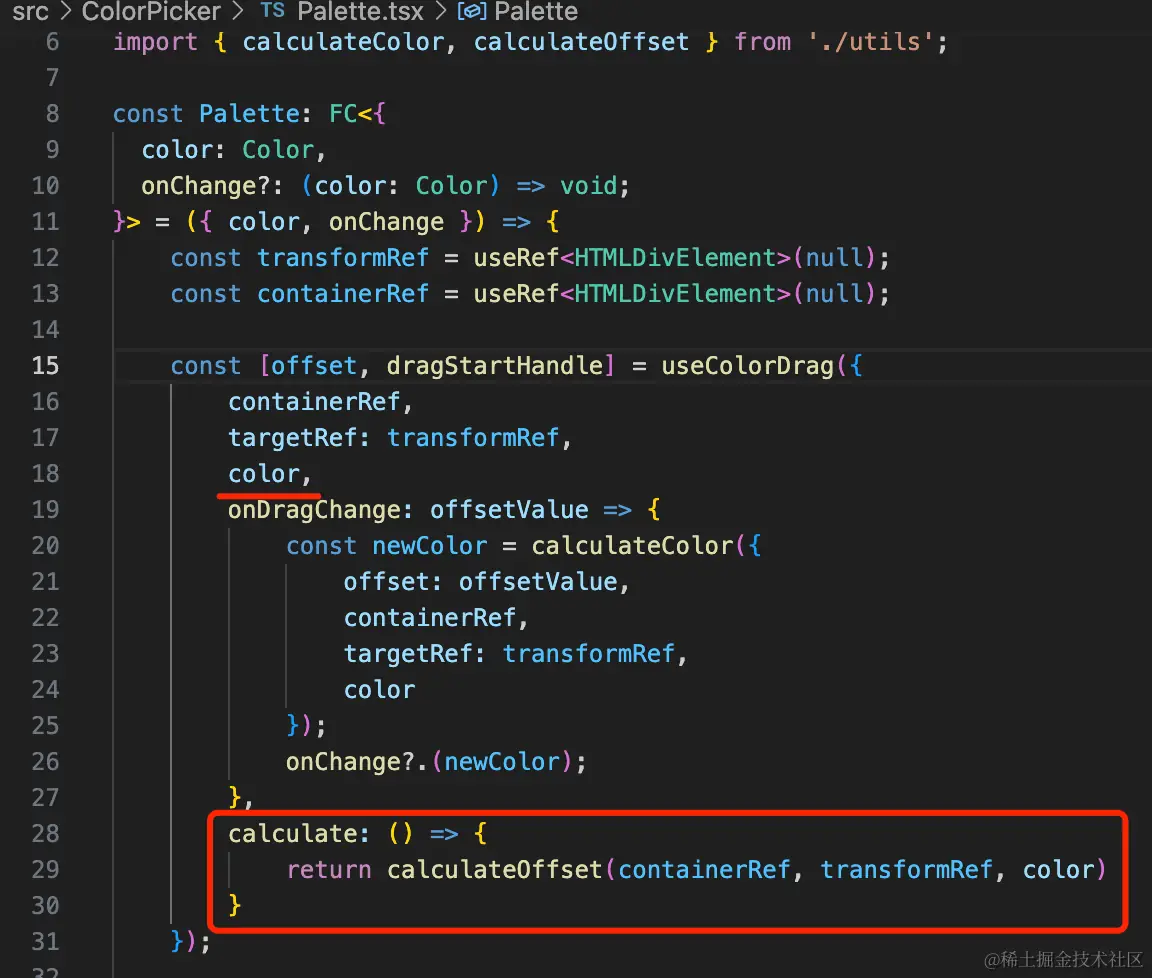 src > ColorPicker > TS Palette.tsx > Palette
6 import { calculateColor, calculateOffset } from './utils';
7
8 const Palette: FC<{
9 color: Color,
10 onChange?: (color: Color) => void;
11 }> = ({ color, onChange }) => {
12 const transformRef = useRef<HTMLDivElement>(null);
13 const containerRef = useRef<HTMLDivElement>(null);
14
15 const [offset, dragStartHandle] = useColorDrag({
16 containerRef,
17 targetRef: transformRef,
18 color,
19 onDragChange: offsetValue => {
20 const newColor = calculateColor({
21 offset: offsetValue,
22 containerRef,
23 targetRef: transformRef,
24 color
25 });
26 onChange?.(newColor);
27 },
28 calculate: () => {
29 return calculateOffset(containerRef, transformRef, color)
30 }
31 });
32
@稀土掘金技术社区